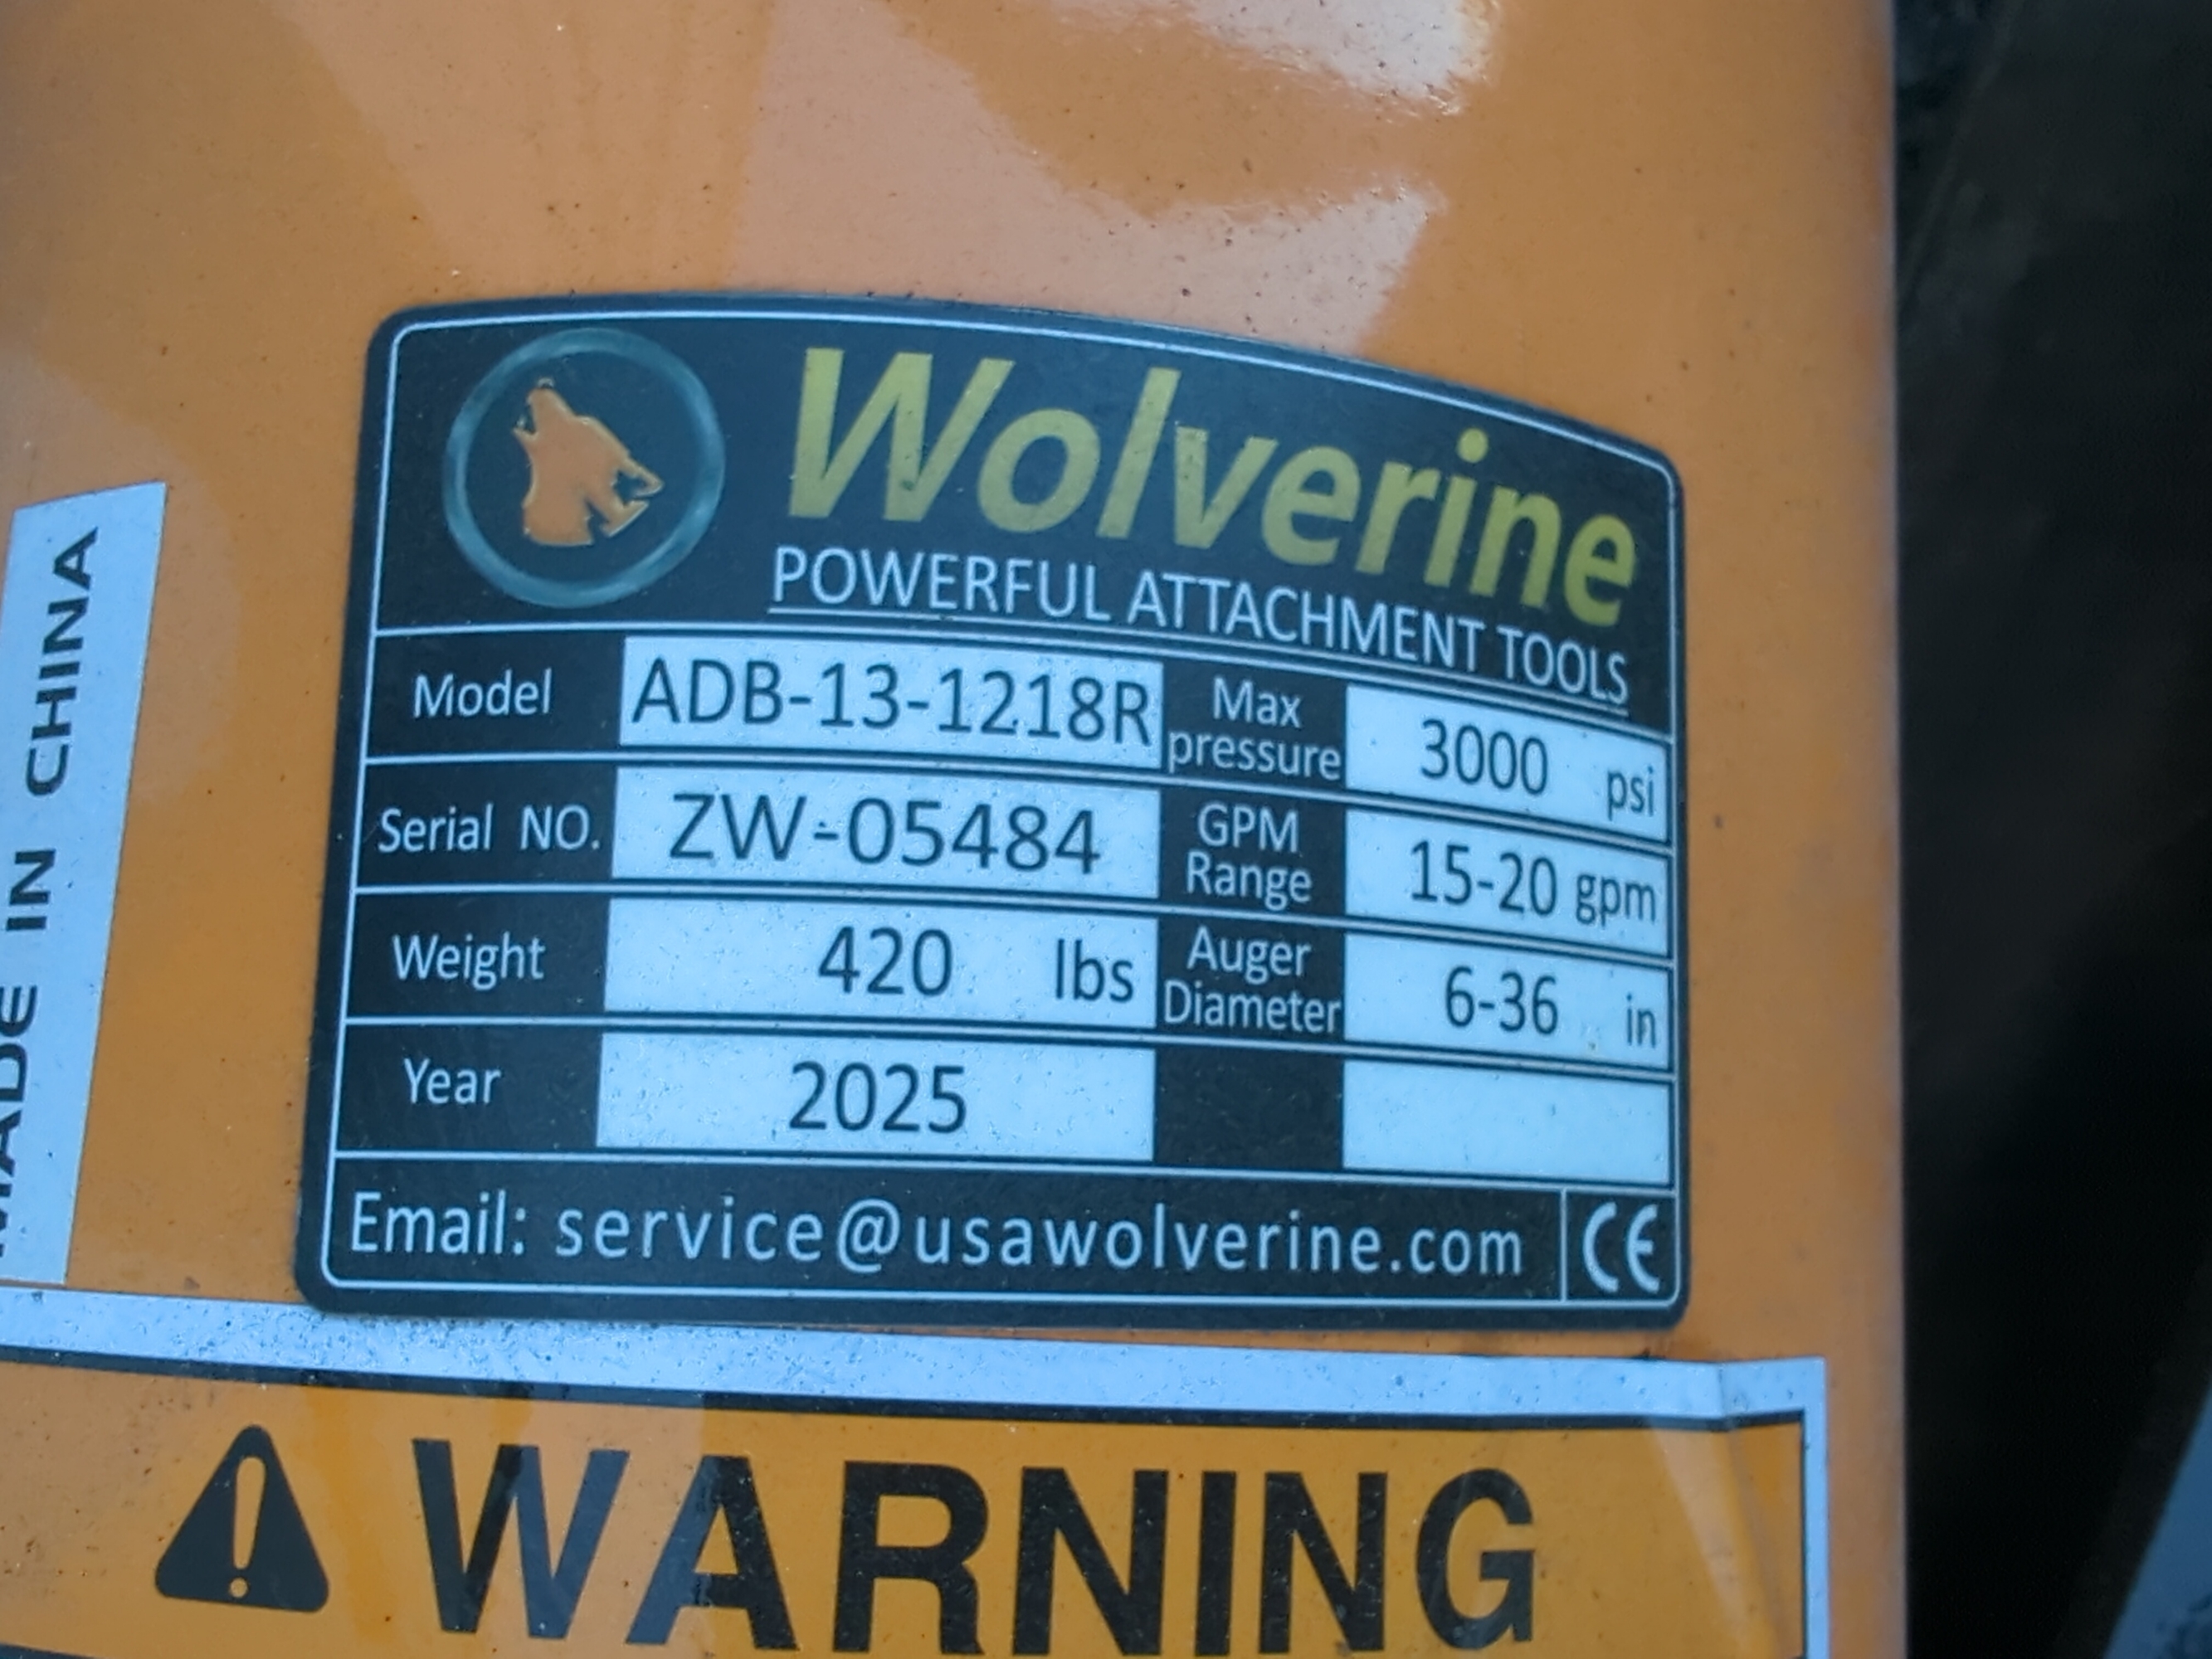 Wolverine
POWERFUL ATTACHMENT TOOLS
Model ADB-13-1218R Max pressure 3000 psi
Serial NO. ZW-05484 GPM Range 15-20 gpm
Weight 420 lbs Auger Diameter 6-36 in
Year 2025
Email: service@usawolverine.com CE
MADE IN CHINA
WARNING